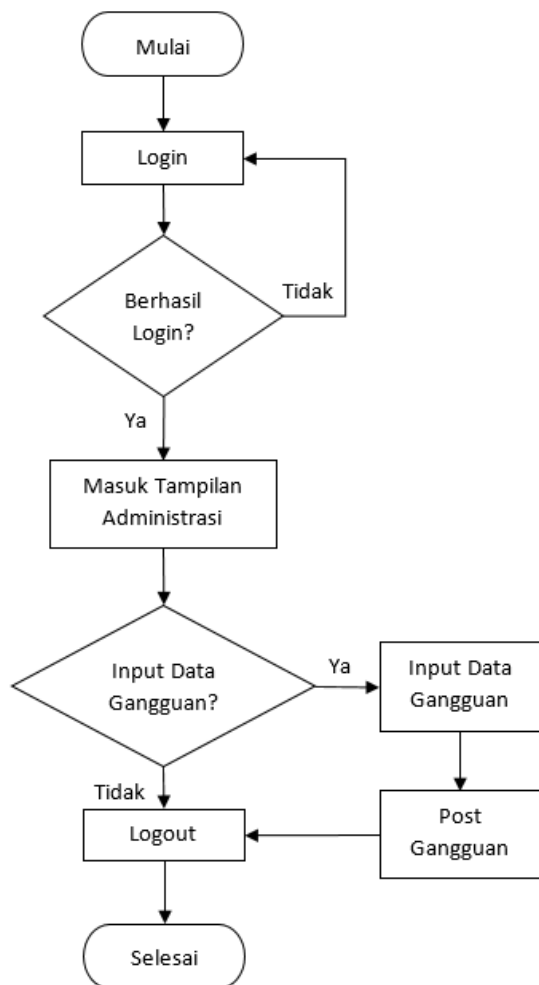 Mulai
Login
Berhasil
Login?
Tidak
Ya
Masuk Tampilan
Administrasi
Input Data
Gangguan?
Ya
Input Data
Gangguan
Tidak
Post
Gangguan
Logout
Selesai